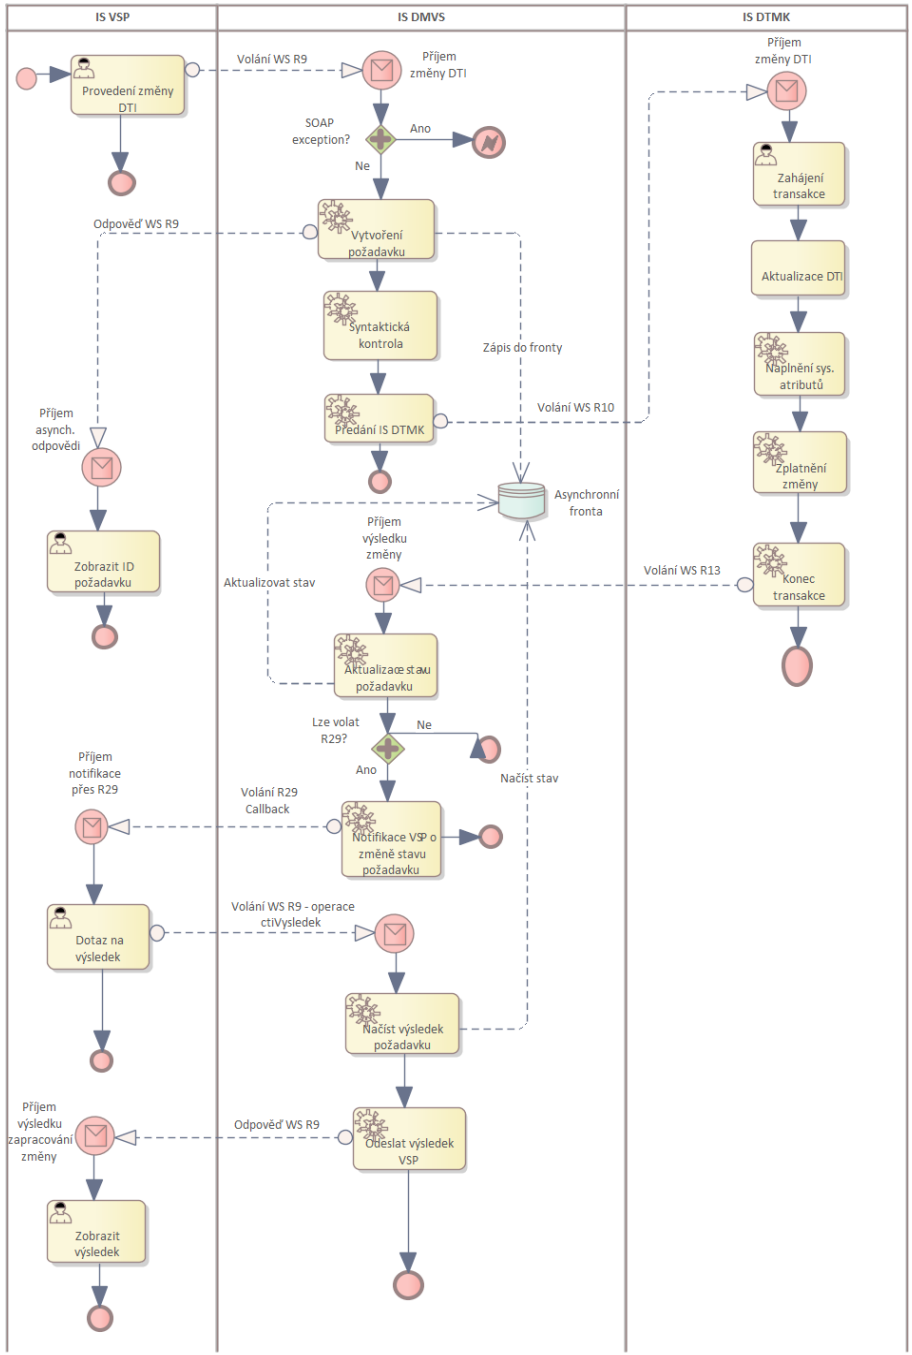 IS VSP
IS DMVS
IS DTMK
Provedení změny
DTI
Volání WS R9
Příjem
změny DTI
SOAP
exception?
Ano
Ne
Vytvoření
požadavku
Odpověď WS R9
Syntaktická
kontrola
Zápis do fronty
Předání IS DTMK
Volání WS R10
Příjem
změny DTI
Zahájení
transakce
Aktualizace DTI
Naplnění sys.
atributů
Zplatnění
změny
Konec
transakce
Příjem
asynch.
odpovědi
Zobrazit ID
požadavku
Asynchronní
fronta
Příjem
výsledku
změny
Volání WS R13
Aktualizovat stav
Aktualizace stavu
požadavku
Lze volat
R29?
Ne
Ano
Načíst stav
Příjem
notifikace
přes R29
Volání R29
Callback
Notifikace VSP o
změně stavu
požadavku
Dotaz na
výsledek
Volání WS R9 - operace
ctiVysledek
Načíst výsledek
požadavku
Příjem
výsledku
zapracování
změny
Odpověď WS R9
Odeslat výsledek
VSP
Zobrazit
výsledek